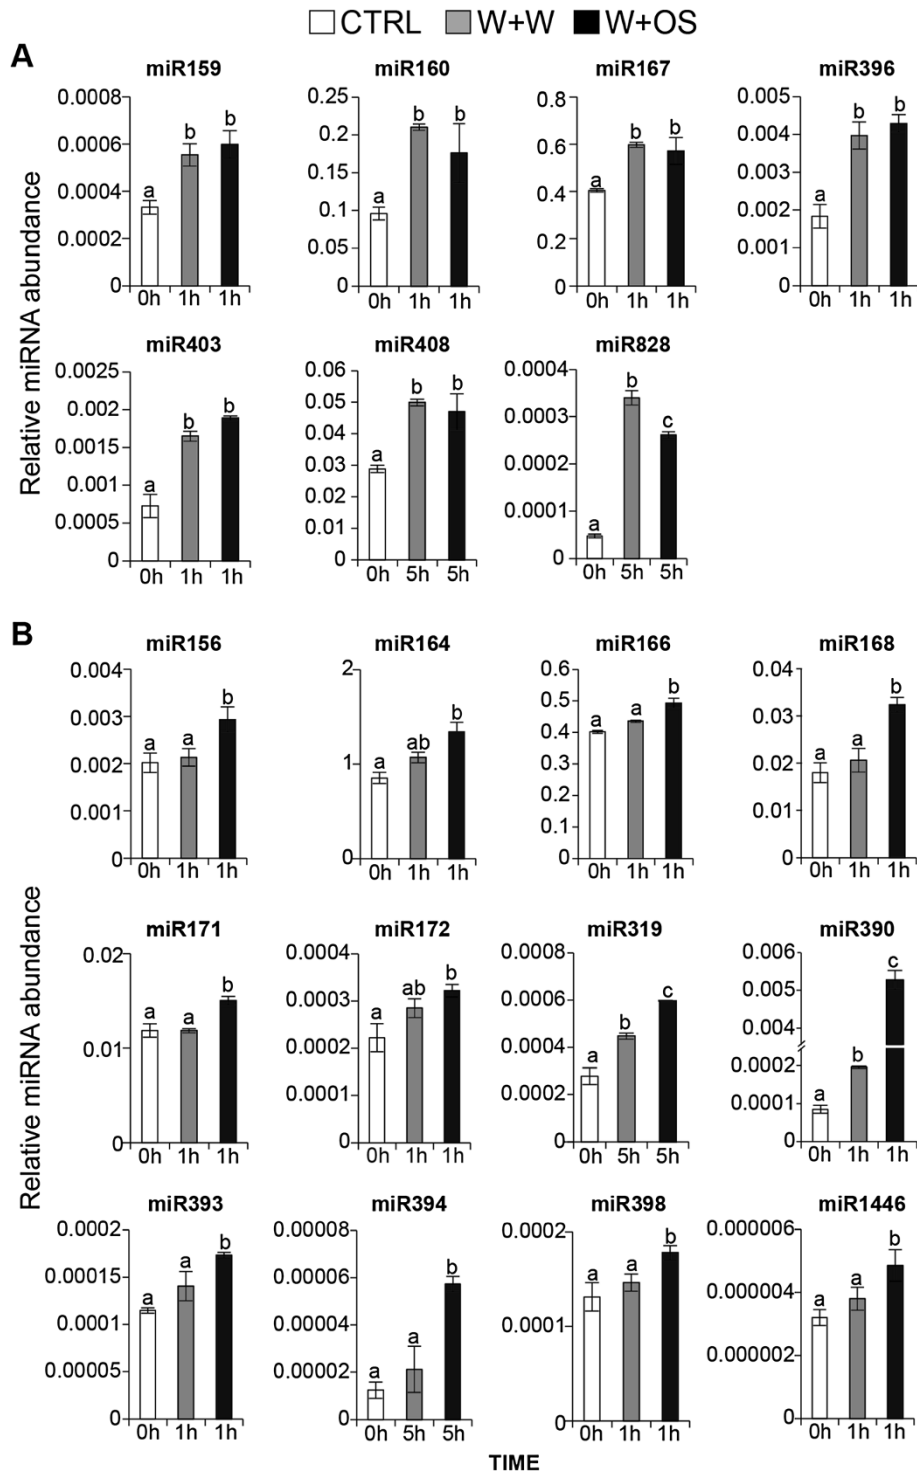 CTRL W+W W+OS
A
Relative miRNA abundance
miR159
0.0008
0.0006
0.0004
0.0002
0
a b b
0h 1h 1h
miR160
0.25
0.2
0.15
0.1
0.05
0
a b b
0h 1h 1h
miR167
0.8
0.6
0.4
0.2
0
a b b
0h 1h 1h
miR396
0.005
0.004
0.003
0.002
0.001
0
a b b
0h 1h 1h
miR403
0.0025
0.002
0.0015
0.001
0.0005
0
a b b
0h 1h 1h
miR408
0.06
0.05
0.04
0.03
0.02
0.01
0
a b b
0h 5h 5h
miR828
0.0004
0.0003
0.0002
0.0001
0
a b c
0h 5h 5h
B
Relative miRNA abundance
miR156
0.004
0.003
0.002
0.001
0
a a b
0h 1h 1h
miR164
2
1
0
a ab b
0h 1h 1h
miR166
0.6
0.5
0.4
0.3
0.2
0.1
0
a a b
0h 1h 1h
miR168
0.04
0.03
0.02
0.01
0
a a b
0h 1h 1h
miR171
0.02
0.01
0
a a b
0h 1h 1h
miR172
0.0004
0.0003
0.0002
0.0001
0
a ab b
0h 1h 1h
miR319
0.0008
0.0006
0.0004
0.0002
0
a b c
0h 5h 5h
miR390
0.006
0.005
0.004
0.0002
0.0001
0
a b c
0h 1h 1h
miR393
0.0002
0.00015
0.0001
0.00005
0
a a b
0h 1h 1h
miR394
0.00008
0.00006
0.00004
0.00002
0
a a b
0h 5h 5h
miR398
0.0002
0.0001
0
a a b
0h 1h 1h
miR1446
0.000006
0.000004
0.000002
0
a a b
0h 1h 1h
TIME